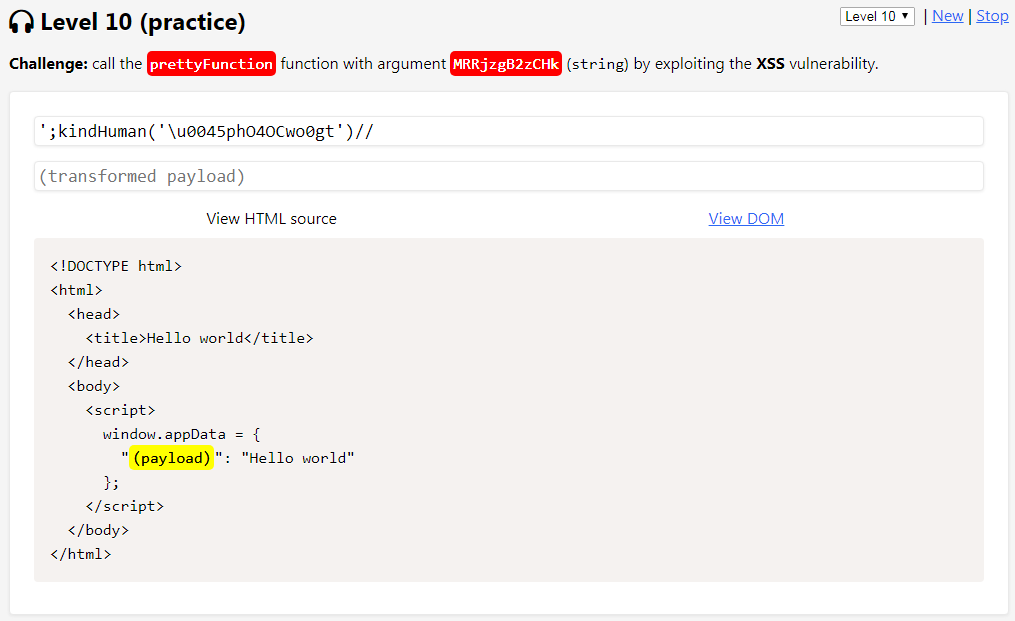 Level 10 (practice)
Level 10 ▼ | New | Stop
Challenge: call the prettyFunction function with argument MRRjzgB2zCHk (string) by exploiting the XSS vulnerability.
';kindHuman('\u0045phO4OCwo0gt')//
(transformed payload)
View HTML source
View DOM
<!DOCTYPE html>
<html>
  <head>
    <title>Hello world</title>
  </head>
  <body>
    <script>
      window.appData = {
        "(payload)": "Hello world"
      };
    </script>
  </body>
</html>